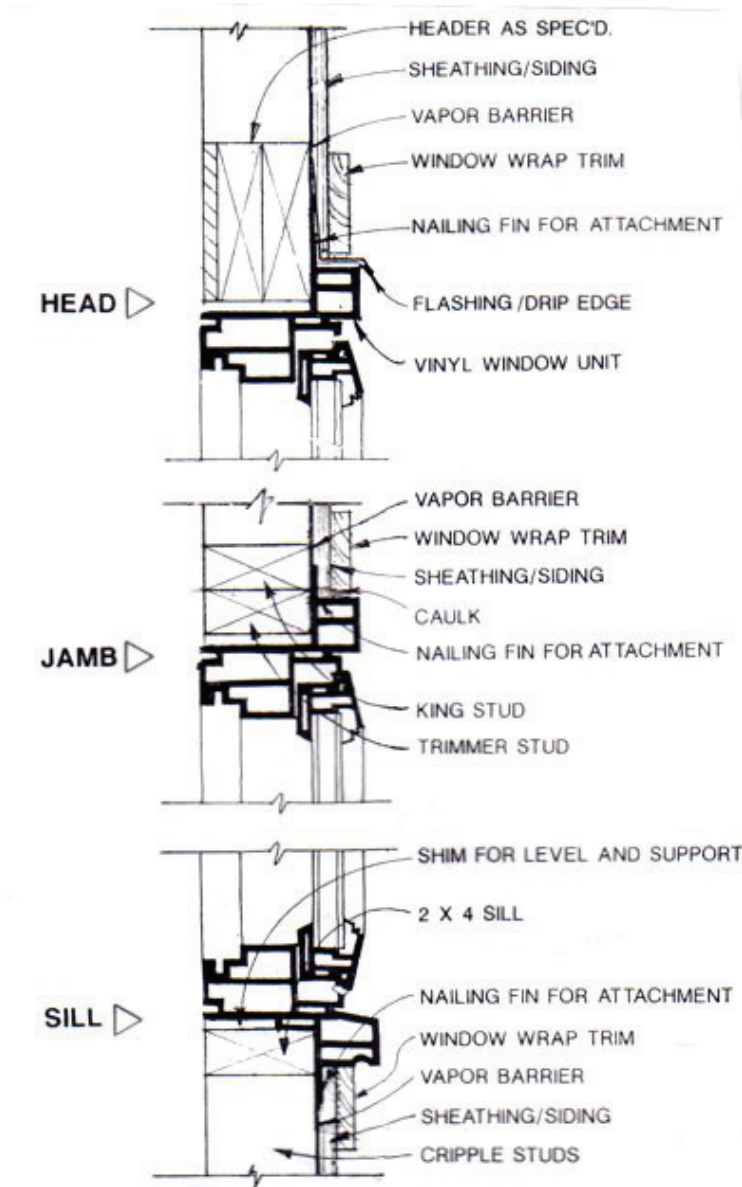 HEADER AS SPEC'D.
SHEATHING/SIDING
VAPOR BARRIER
WINDOW WRAP TRIM
NAILING FIN FOR ATTACHMENT
HEAD
FLASHING/DRIP EDGE
VINYL WINDOW UNIT
VAPOR BARRIER
WINDOW WRAP TRIM
SHEATHING/SIDING
CAULK
JAMB
NAILING FIN FOR ATTACHMENT
KING STUD
TRIMMER STUD
SHIM FOR LEVEL AND SUPPORT
2 X 4 SILL
NAILING FIN FOR ATTACHMENT
SILL
WINDOW WRAP TRIM
VAPOR BARRIER
SHEATHING/SIDING
CRIPPLE STUDS